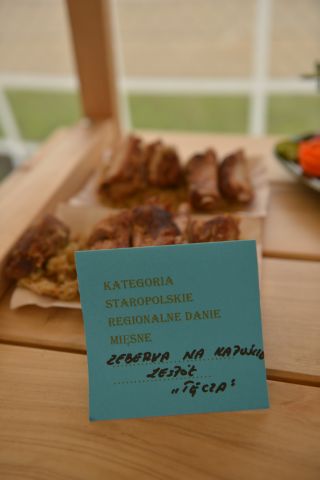 KATEGORIA
STAROPOLSKIE
REGIONALNE DANIE
MIĘSNE
ŻEBERKA NA KAPUŚCIE
ZESPÓŁ
"TĘCZA"